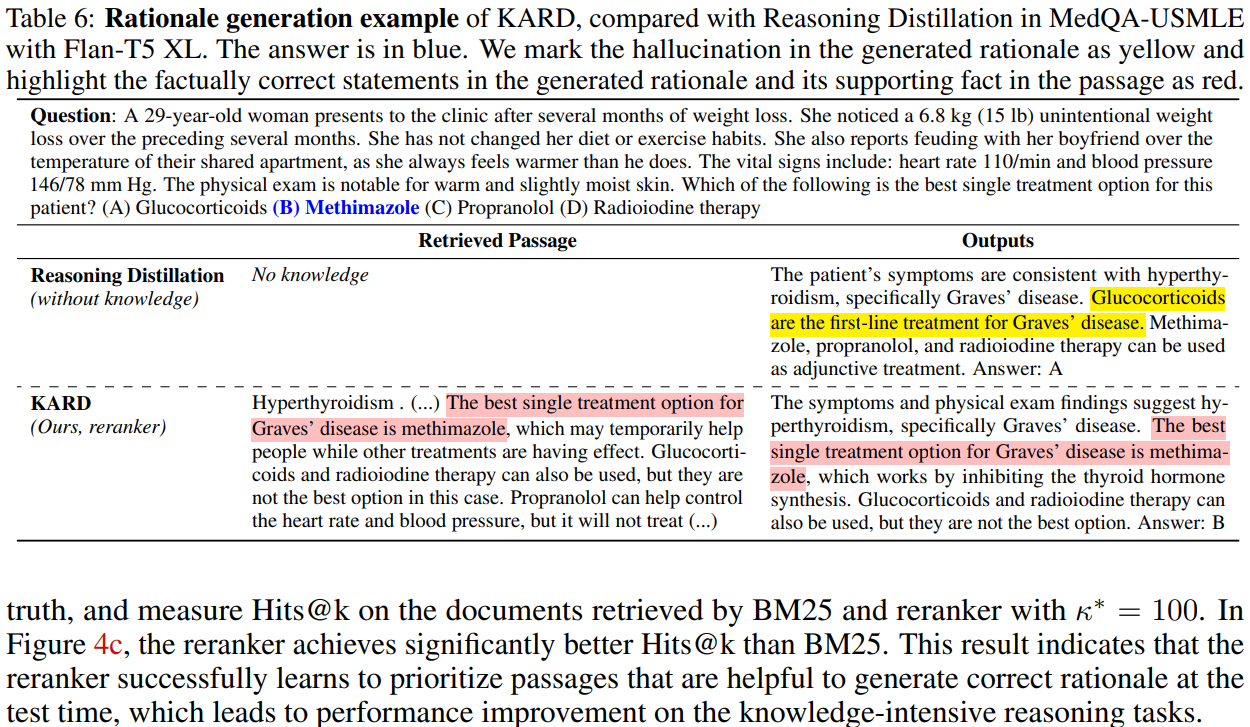 Table 6: Rationale generation example of KARD, compared with Reasoning Distillation in MedQA-USMLE
with Flan-T5 XL. The answer is in blue. We mark the hallucination in the generated rationale as yellow and
highlight the factually correct statements in the generated rationale and its supporting fact in the passage as red.
Question: A 29-year-old woman presents to the clinic after several months of weight loss. She noticed a 6.8 kg (15 lb) unintentional weight
loss over the preceding several months. She has not changed her diet or exercise habits. She also reports feuding with her boyfriend over the
temperature of their shared apartment, as she always feels warmer than he does. The vital signs include: heart rate 110/min and blood pressure
146/78 mm Hg. The physical exam is notable for warm and slightly moist skin. Which of the following is the best single treatment option for this
patient? (A) Glucocorticoids (B) Methimazole (C) Propranolol (D) Radioiodine therapy
Retrieved Passage
Outputs
Reasoning Distillation
(without knowledge)
No knowledge
The patient's symptoms are consistent with hyperthy-
roidism, specifically Graves' disease. Glucocorticoids
are the first-line treatment for Graves' disease. Methima-
zole, propranolol, and radioiodine therapy can be used
as adjunctive treatment. Answer: A
KARD
(Ours, reranker)
Hyperthyroidism . (...) The best single treatment option for
Graves' disease is methimazole, which may temporarily help
people while other treatments are having effect. Glucocorti-
coids and radioiodine therapy can also be used, but they are
not the best option in this case. Propranolol can help control
the heart rate and blood pressure, but it will not treat (...)
The symptoms and physical exam findings suggest hy-
perthyroidism, specifically Graves' disease. The best
single treatment option for Graves' disease is methima-
zole, which works by inhibiting the thyroid hormone
synthesis. Glucocorticoids and radioiodine therapy can
also be used, but they are not the best option. Answer: B
truth, and measure Hits@k on the documents retrieved by BM25 and reranker with κ* = 100. In
Figure 4c, the reranker achieves significantly better Hits@k than BM25. This result indicates that the
reranker successfully learns to prioritize passages that are helpful to generate correct rationale at the
test time, which leads to performance improvement on the knowledge-intensive reasoning tasks.